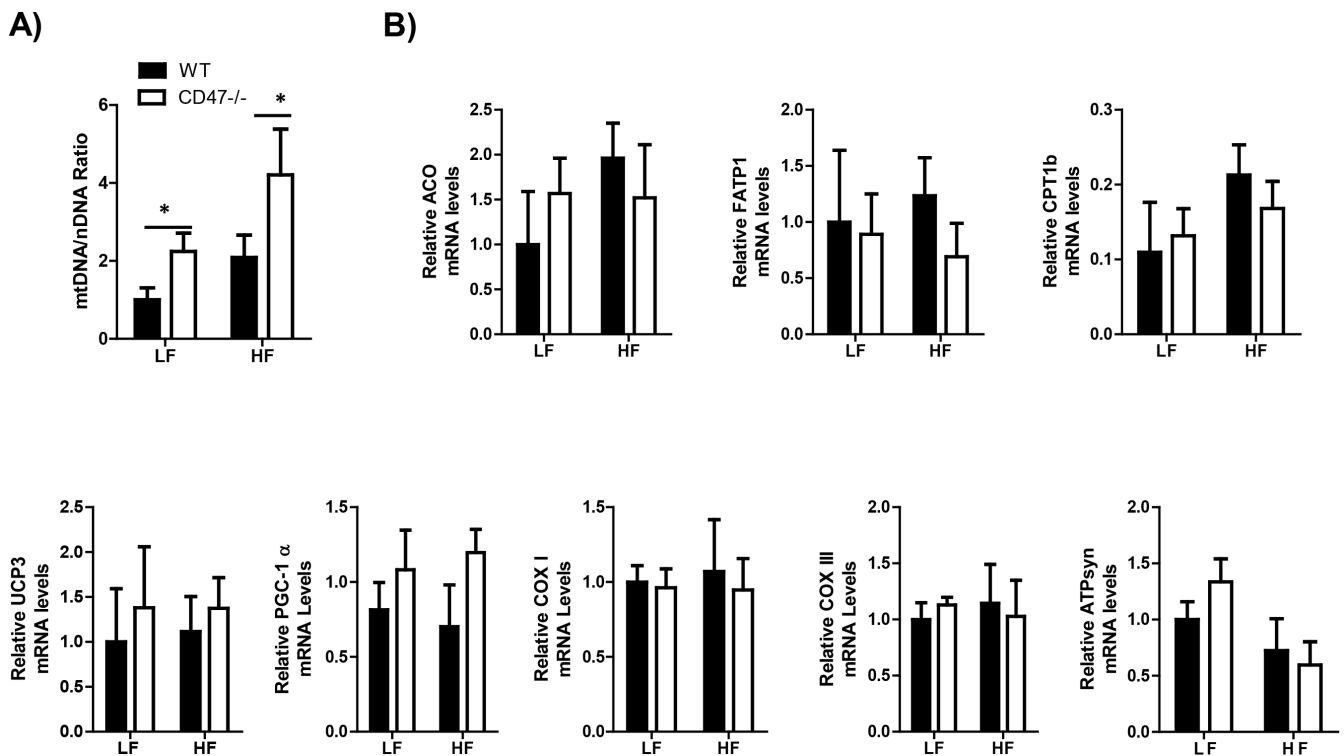 A)
B)
WT
CD47-/-
*
*
mtDNA/nDNA Ratio
6
4
2
0
LF
HF
Relative ACO
mRNA levels
2.5
2.0
1.5
1.0
0.5
0.0
LF
HF
Relative FATP1
mRNA levels
2.0
1.5
1.0
0.5
0.0
LF
HF
Relative CPT1b
mRNA levels
0.3
0.2
0.1
0.0
LF
HF
Relative UCP3
mRNA levels
2.5
2.0
1.5
1.0
0.5
0.0
LF
HF
Relative PGC-1 α
mRNA Levels
1.5
1.0
0.5
0.0
LF
HF
Relative COX I
mRNA Levels
1.5
1.0
0.5
0.0
LF
HF
Relative COX III
mRNA Levels
2.0
1.5
1.0
0.5
0.0
LF
HF
Relative ATPsyn
mRNA levels
2.0
1.5
1.0
0.5
0.0
LF
HF